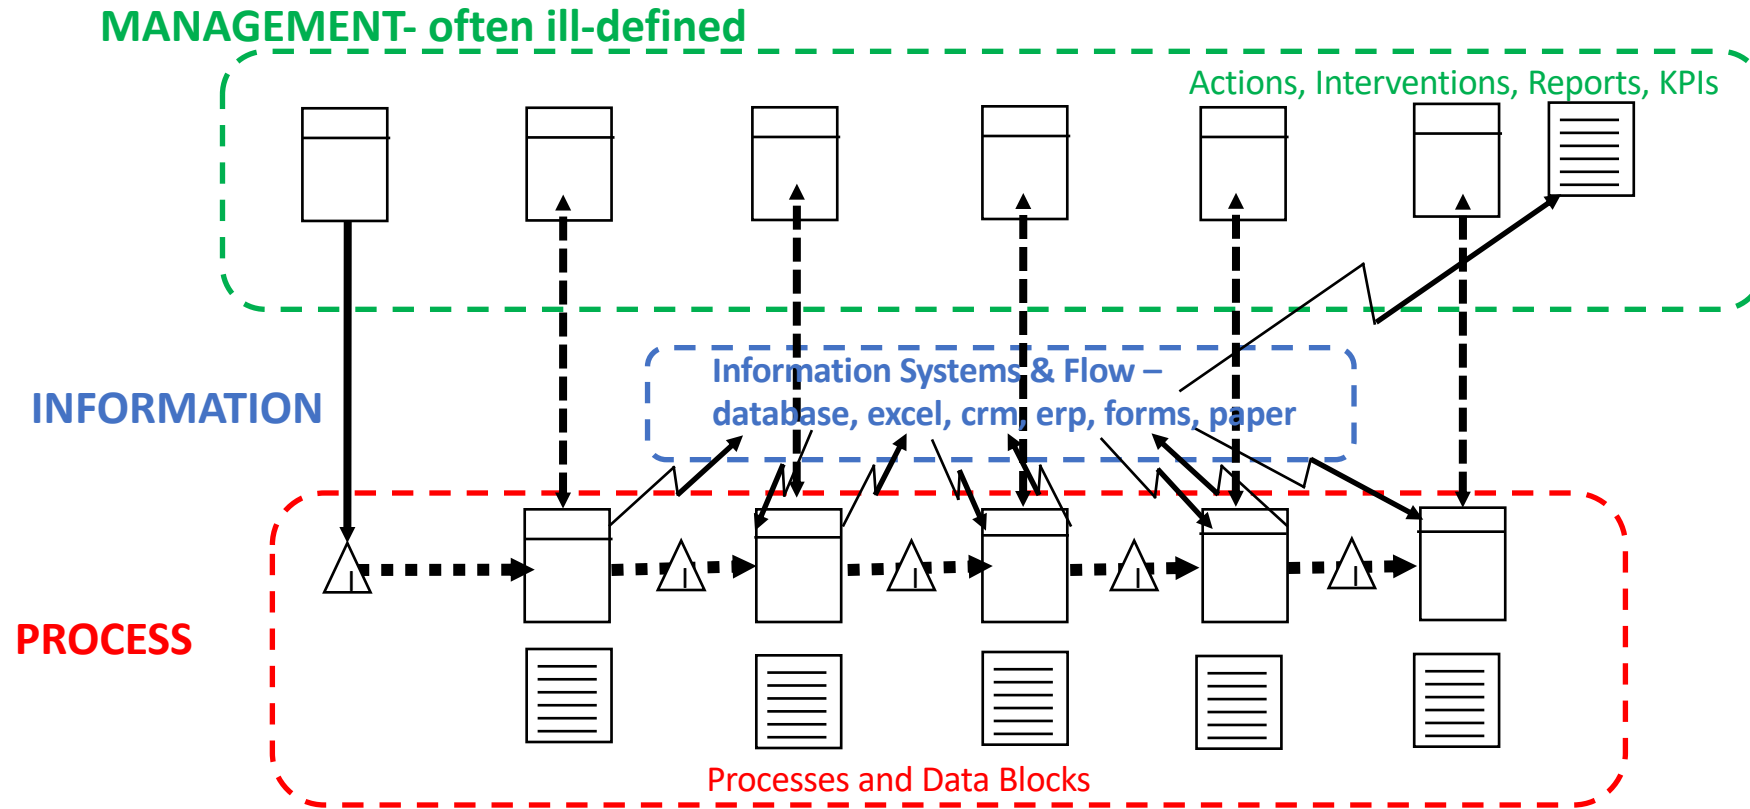 MANAGEMENT- often ill-defined
Actions, Interventions, Reports, KPIs
Information Systems & Flow –
database, excel, crm, erp, forms, paper
INFORMATION
PROCESS
Processes and Data Blocks